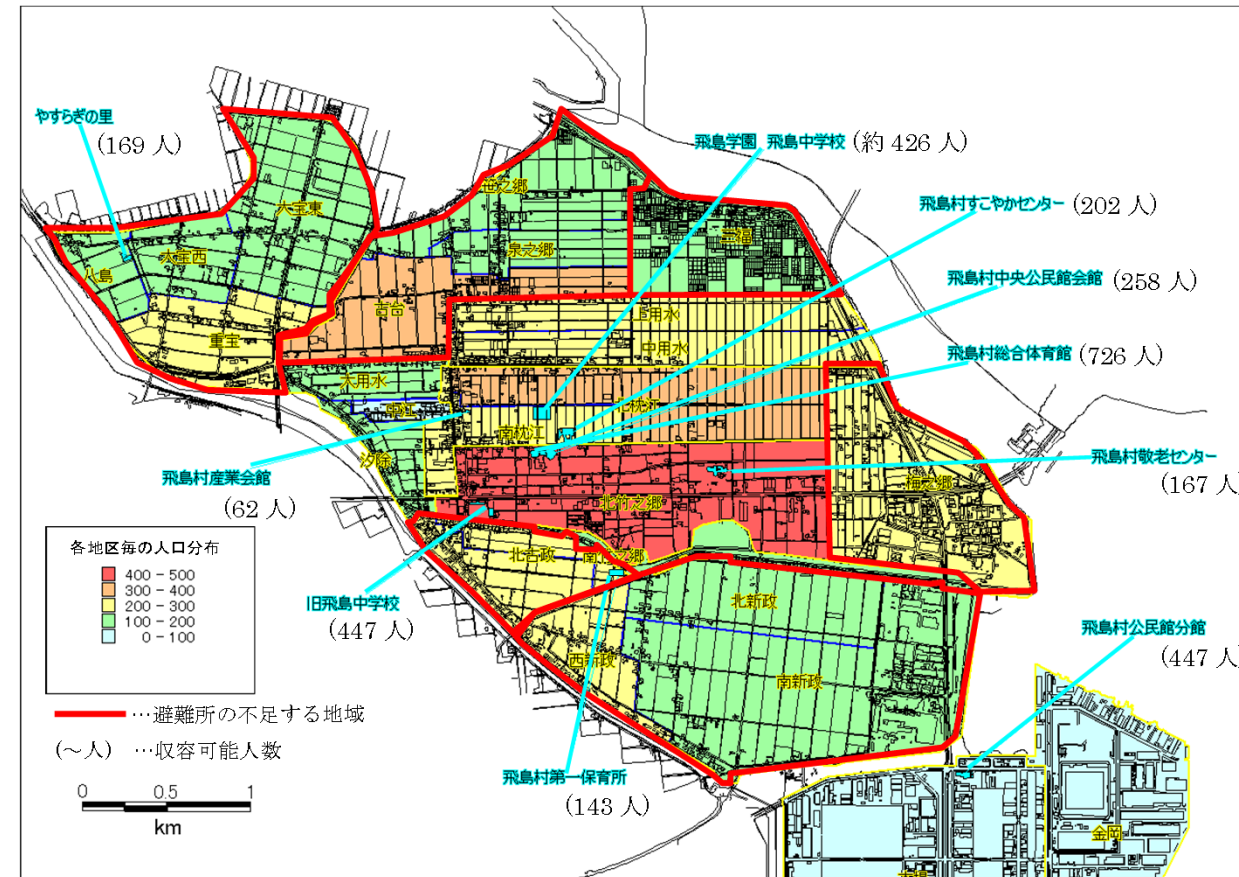 やすらぎの里
(169 人)
飛島学園 飛島中学校 (約 426 人)
飛島村すこやかセンター (202 人)
飛島村中央公民館会館 (258 人)
飛島村総合体育館 (726 人)
飛島村敬老センター
(167 人)
飛島村公民館分館
(447 人)
飛島村産業会館
(62 人)
旧飛島中学校
(447 人)
飛島村第一保育所
(143 人)
笹之郷
大宝東
泉之郷
三福
大宝西
八島
重宝
古台
上用水
中用水
大用水
北枕江
南枕江
汐除
梅之郷
北竹之郷
北古政
北新政
西新政
南新政
金岡
各地区毎の人口分布
400 - 500
300 - 400
200 - 300
100 - 200
0 - 100
…避難所の不足する地域
(～人) …収容可能人数
0 0.5 1
km